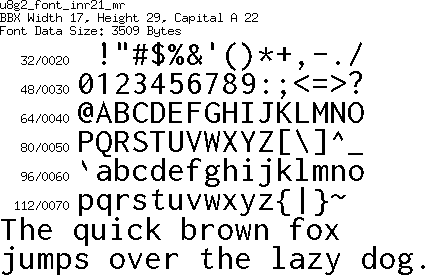 u8g2_font_inr21_mr
BBX Width 17, Height 29, Capital A 22
Font Data Size: 3509 Bytes
32/0020 !"#$%&'()*+,-./
48/0030 0123456789:;<=>?
64/0040 @ABCDEFGHIJKLMNO
80/0050 PQRSTUVWXYZ[\]^_
96/0060 `abcdefghijklmno
112/0070 pqrstuvwxyz{|}~
The quick brown fox
jumps over the lazy dog.